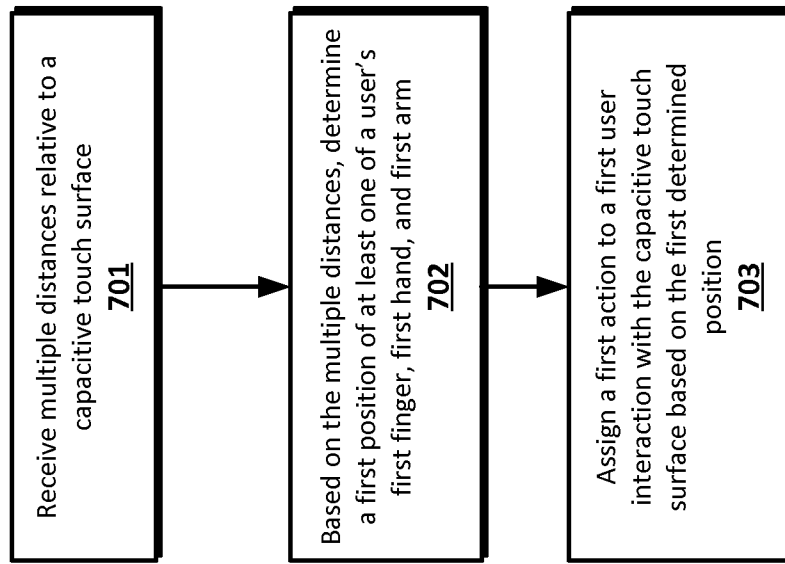 Receive multiple distances relative to a
capacitive touch surface
701
Based on the multiple distances, determine
a first position of at least one of a user's
first finger, first hand, and first arm
702
Assign a first action to a first user
interaction with the capacitive touch
surface based on the first determined
position
703